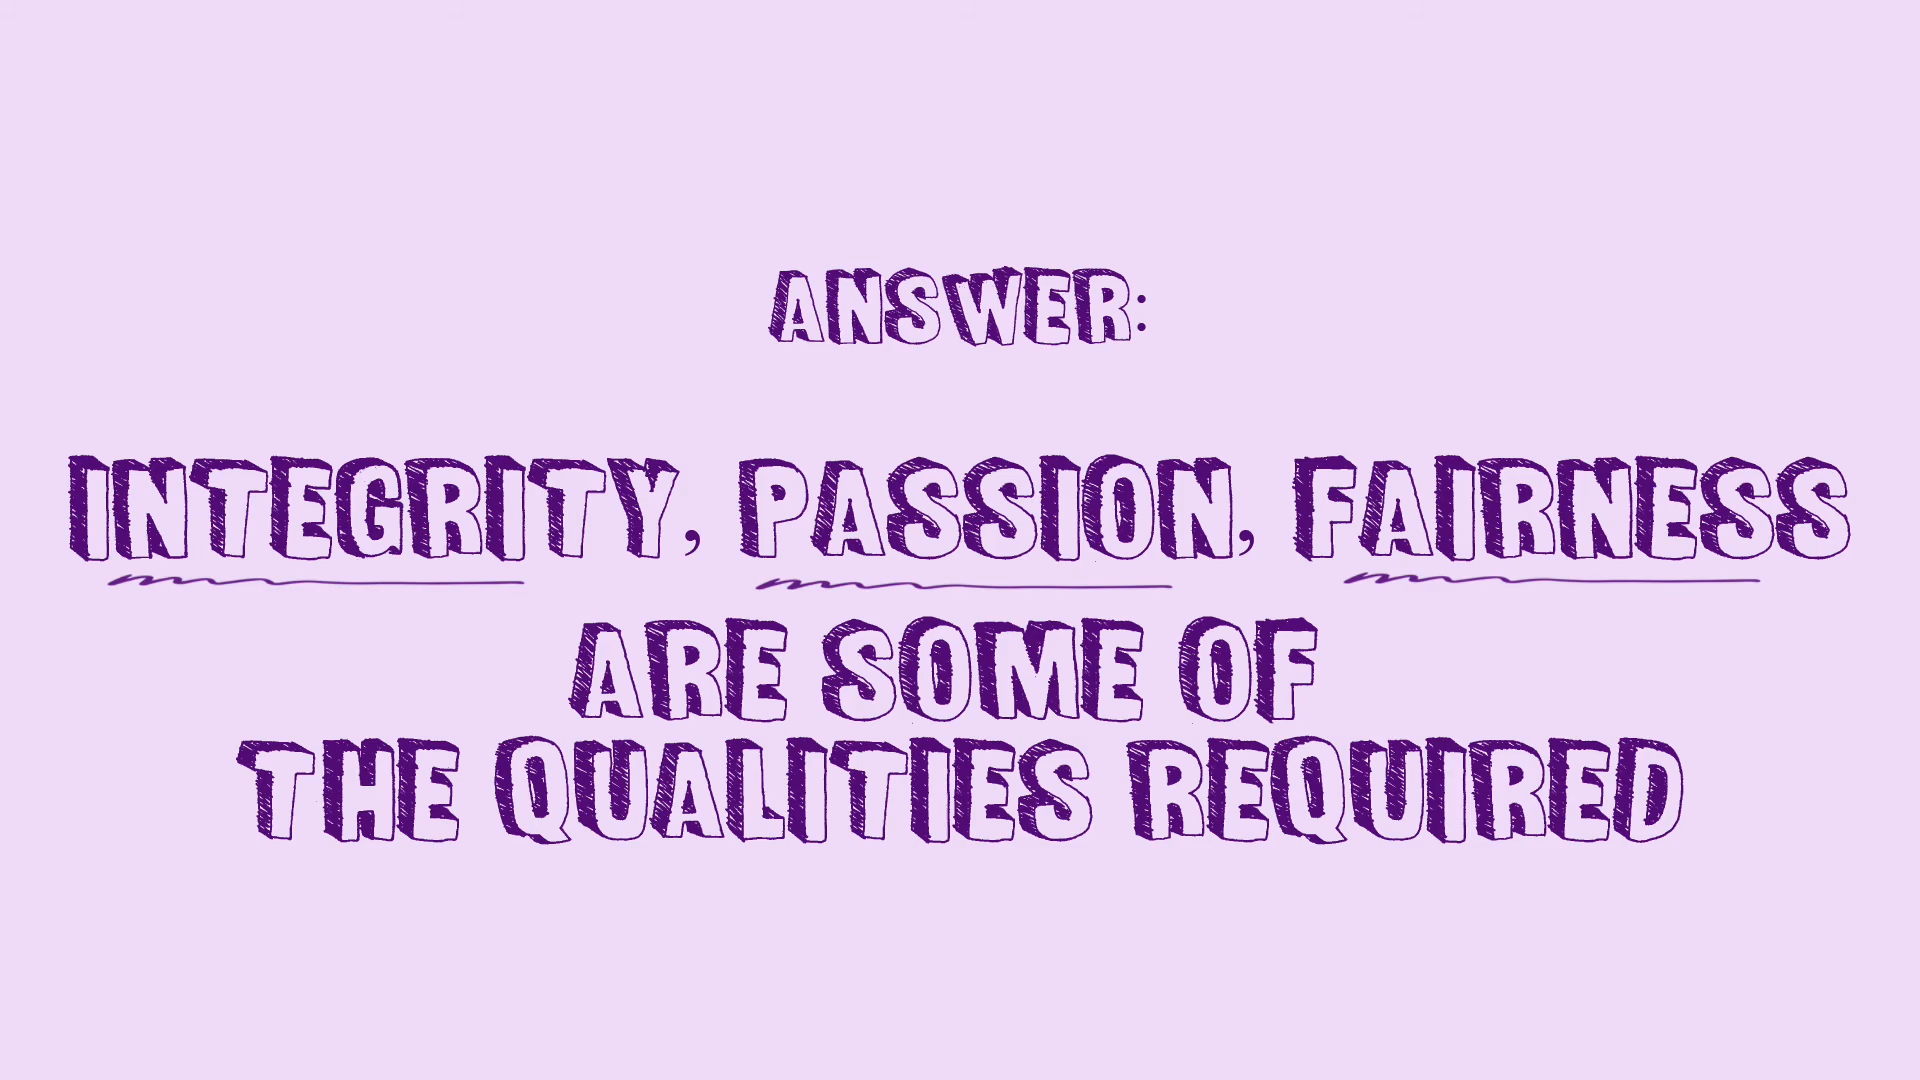 ANSWER:
INTEGRITY, PASSION, FAIRNESS
ARE SOME OF
THE QUALITIES REQUIRED